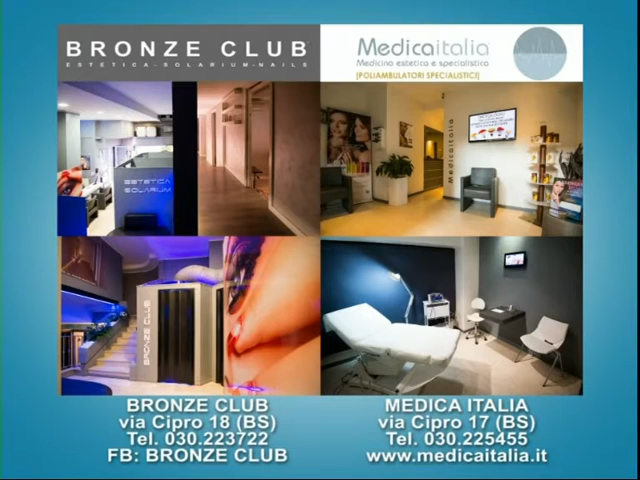 BRONZE CLUB
ESTETICA-SOLARIUM-NAILS
Medicaitalia
Medicina estetica e specialistica
[POLIAMBULATORI SPECIALISTICI]
ESTETICA
SOLARIUM
Medicaitalia
BRONZE CLUB
BRONZE CLUB
via Cipro 18 (BS)
Tel. 030.223722
FB: BRONZE CLUB
MEDICA ITALIA
via Cipro 17 (BS)
Tel. 030.225455
www.medicaitalia.it